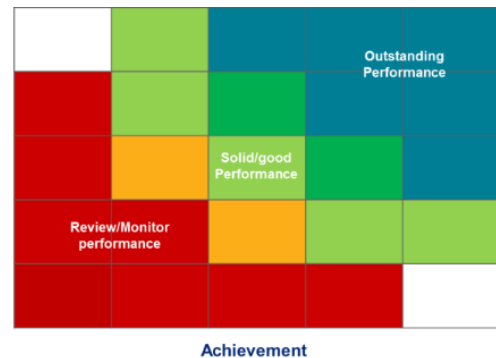 Outstanding
Performance
Solid/good
Performance
Review/Monitor
performance
Achievement